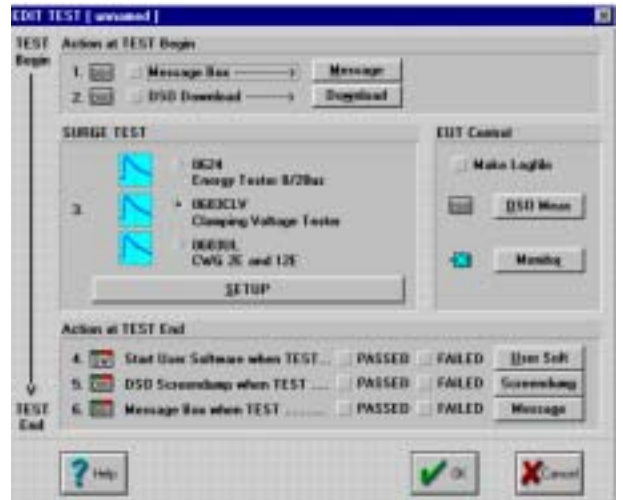 EDIT TEST [ unnamed ]
TEST Begin
Action at TEST Begin
1. Message Box Message
2. DSO Download Download
SURGE TEST
EUT Control
0624
Energy Tester 8/20us
Make Logfile
3.
Clamping Voltage Tester
DSO Meas
CWG 2E and 12E
Monitor
SETUP
Action at TEST End
4. Start User Software when TEST... PASSED FAILED User Soft
5. DSO Screendump when TEST .... PASSED FAILED Screendump
6. Message Box when TEST ........ PASSED FAILED Message
TEST End
? Help
OK
Cancel